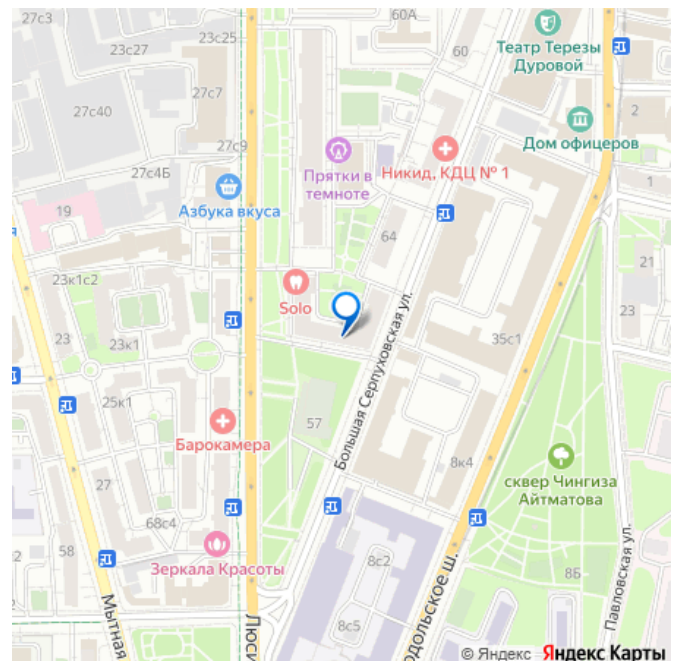 27с3
60А
23с27
23с25
60
Театр Терезы
Дуровой
27с7
27с40
2
Дом офицеров
27с9
Прятки в
темноте
Никид, КДЦ № 1
27с4Б
1
Азбука вкуса
19
64
21
23к1с2
Solo
23
23
23к1
35с1
Большая Серпуховская ул.
25к1
57
Барокамера
8к4
27
сквер Чингиза
Айтматова
68с4
58
8с2
Зеркала Красоты
8Б
Павловская ул.
Мытная
Люси
8с5
одольское ш.
© Яндекс Яндекс Карты